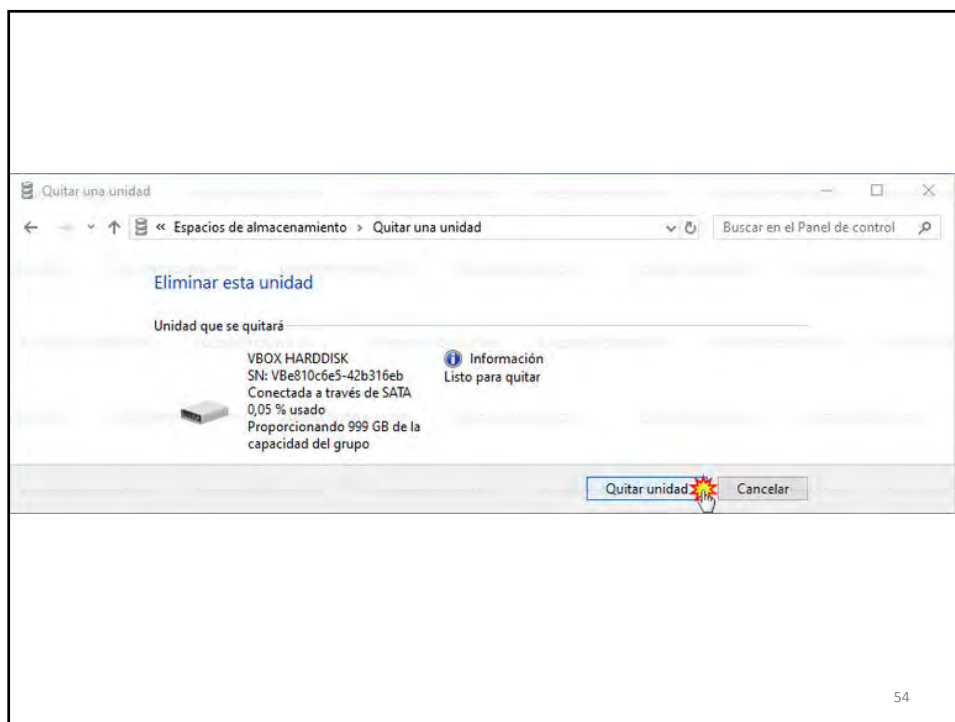 Quitar una unidad
« Espacios de almacenamiento › Quitar una unidad
Buscar en el Panel de control
Eliminar esta unidad
Unidad que se quitará
VBOX HARDDISK
SN: VBe810c6e5-42b316eb
Conectada a través de SATA
0,05 % usado
Proporcionando 999 GB de la
capacidad del grupo
Información
Listo para quitar
Quitar unidad
Cancelar
54